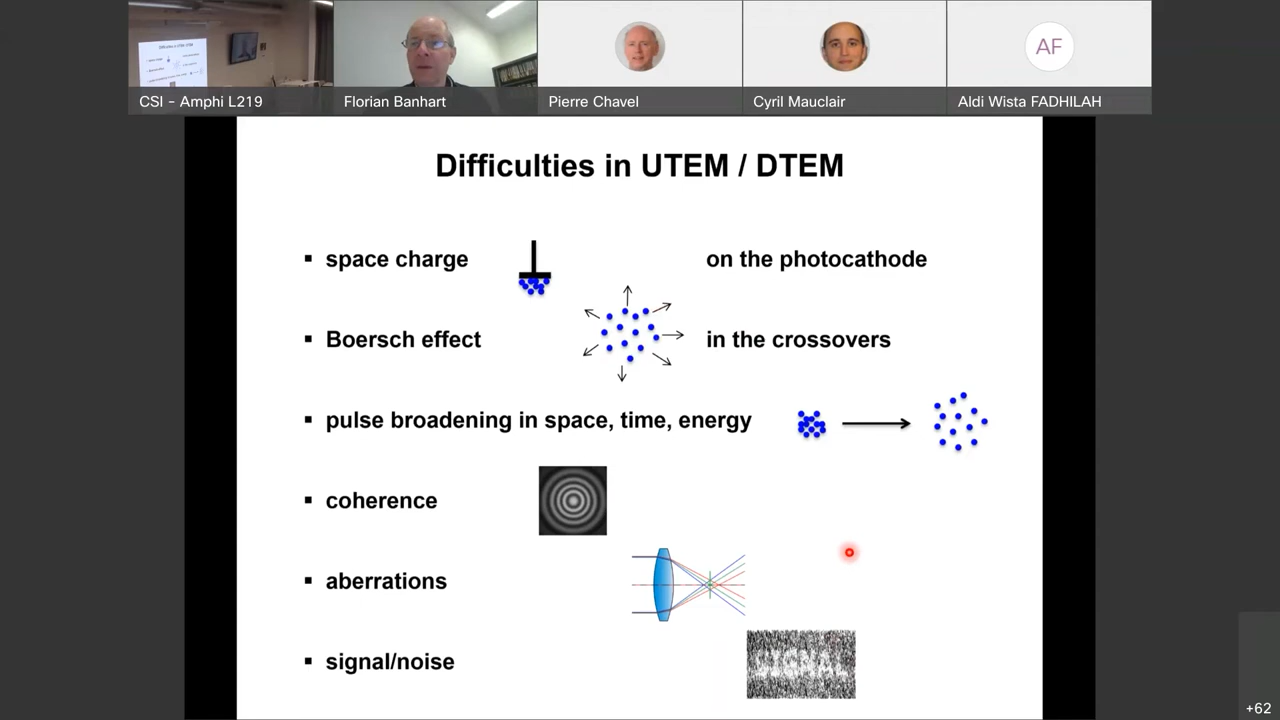 CSI - Amphi L219
Florian Banhart
Pierre Chavel
Cyril Mauclair
AF
Aldi Wista FADHILAH
Difficulties in UTEM / DTEM
▪ space charge on the photocathode
▪ Boersch effect in the crossovers
▪ pulse broadening in space, time, energy
▪ coherence
▪ aberrations
▪ signal/noise
SIGNAL
+62